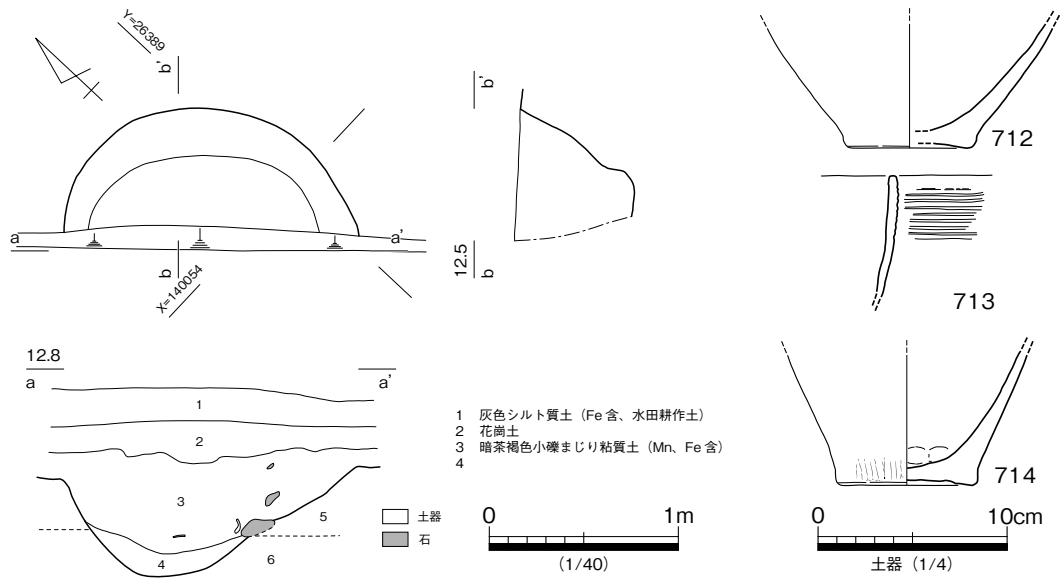 Y=26389
b'
a
a'
b
X=140054
b'
12.5
b
712
713
714
12.8
a
a'
1
2
3
4
5
6
1 灰色シルト質土（Fe 含、水田耕作土）
2 花崗土
3 暗茶褐色小礫まじり粘質土（Mn、Fe 含）
4
土器
石
0 1m
(1/40)
0 10cm
土器（1/4）